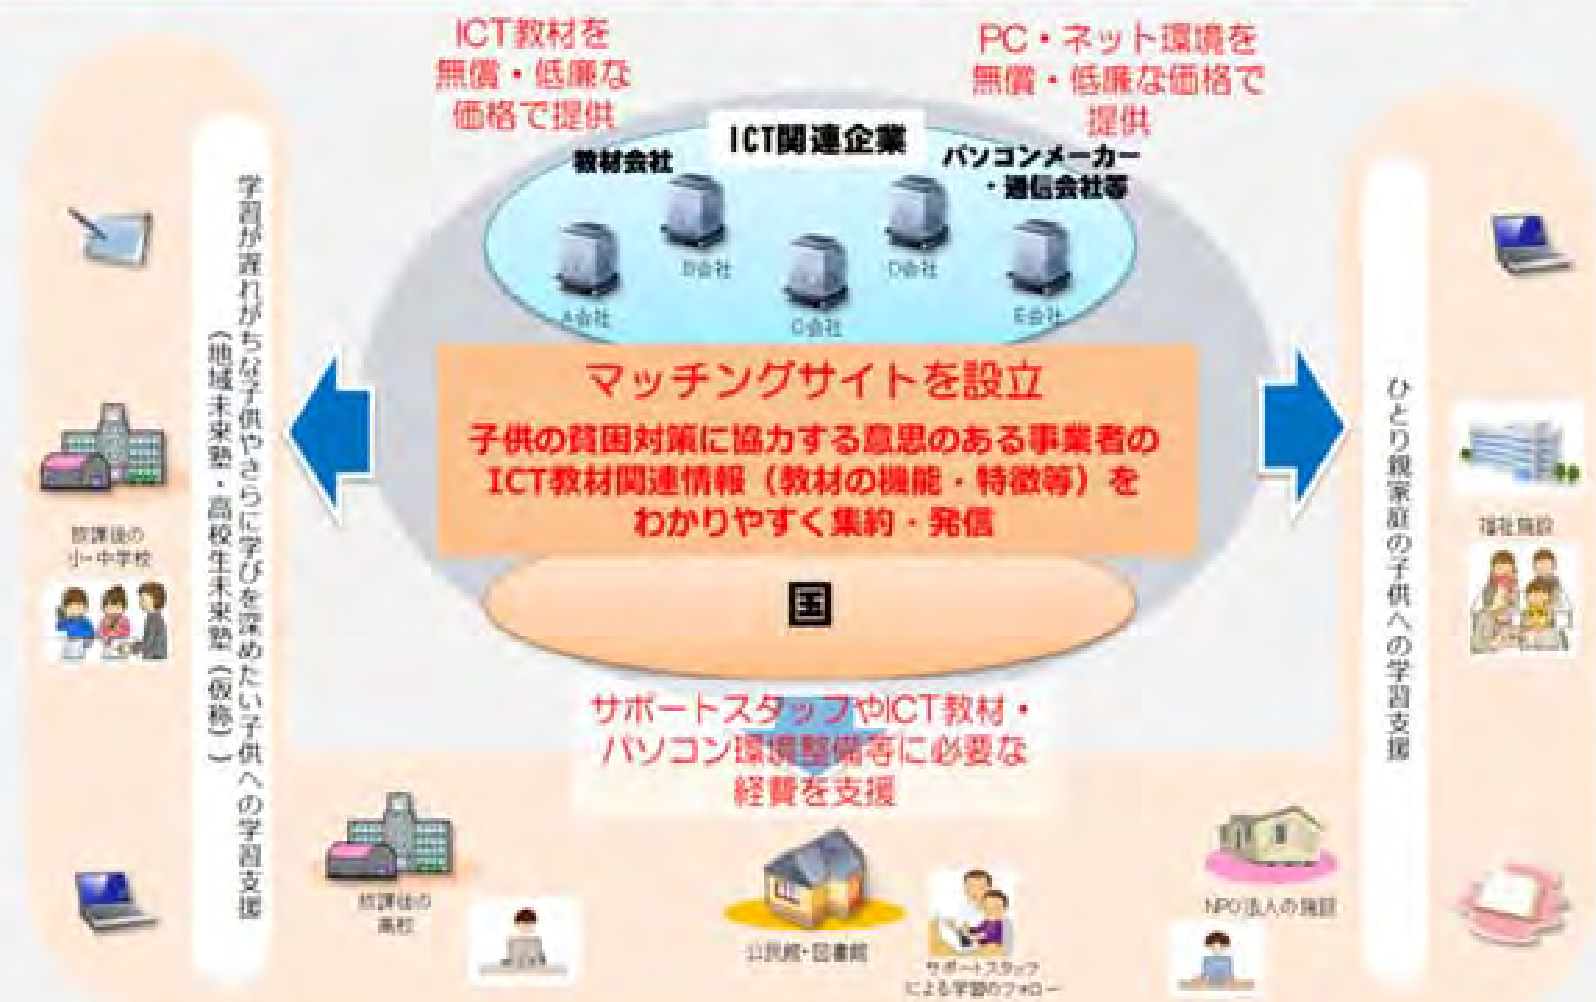 ICT教材を
無償・低廉な
価格で提供
PC・ネット環境を
無償・低廉な価格で
提供
ICT関連企業
教材会社
パソコンメーカー
・通信会社等
A会社
B会社
C会社
D会社
E会社
マッチングサイトを設立
子供の貧困対策に協力する意思のある事業者の
ICT教材関連情報（教材の機能・特徴等）を
わかりやすく集約・発信
国
サポートスタッフやICT教材・
パソコン環境整備等に必要な
経費を支援
学習が遅れがちな子供やさらに学びを深めたい子供への学習支援
（地域未来塾・高校生未来塾（仮称））
放課後の
小・中学校
ひとり親家庭の子供への学習支援
福祉施設
放課後の
高校
公民館・図書館
サポートスタッフ
による学習のフォロー
NPO法人の施設